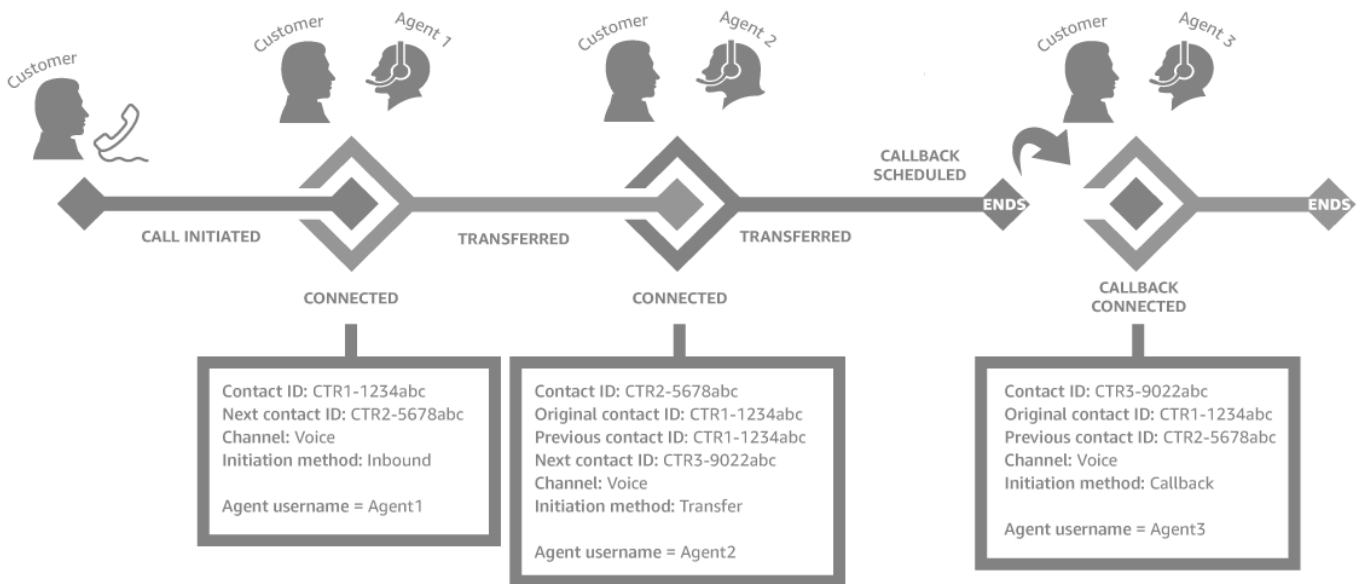 Customer
Customer
Agent 1
Customer
Agent 2
Customer
Agent 3
CALL INITIATED
TRANSFERRED
TRANSFERRED
CALLBACK
SCHEDULED
ENDS
ENDS
CONNECTED
CONNECTED
CALLBACK
CONNECTED
Contact ID: CTR1-1234abc
Next contact ID: CTR2-5678abc
Channel: Voice
Initiation method: Inbound
Agent username = Agent1
Contact ID: CTR2-5678abc
Original contact ID: CTR1-1234abc
Previous contact ID: CTR1-1234abc
Next contact ID: CTR3-9022abc
Channel: Voice
Initiation method: Transfer
Agent username = Agent2
Contact ID: CTR3-9022abc
Original contact ID: CTR1-1234abc
Previous contact ID: CTR2-5678abc
Channel: Voice
Initiation method: Callback
Agent username = Agent3